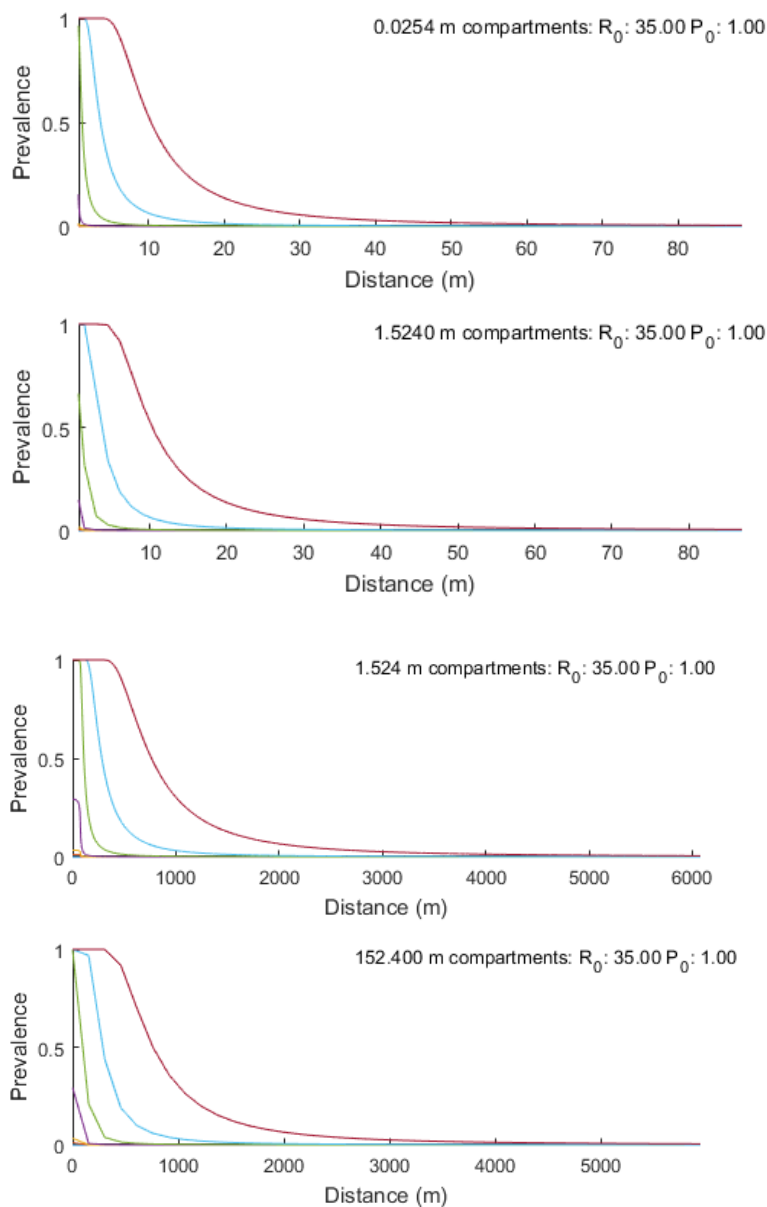 0.0254 m compartments: R0: 35.00 P0: 1.00
Prevalence
1
0.5
0
10 20 30 40 50 60 70 80
Distance (m)
1.5240 m compartments: R0: 35.00 P0: 1.00
Prevalence
1
0.5
0
10 20 30 40 50 60 70 80
Distance (m)
1.524 m compartments: R0: 35.00 P0: 1.00
Prevalence
1
0.5
0
0 1000 2000 3000 4000 5000 6000
Distance (m)
152.400 m compartments: R0: 35.00 P0: 1.00
Prevalence
1
0.5
0
0 1000 2000 3000 4000 5000
Distance (m)